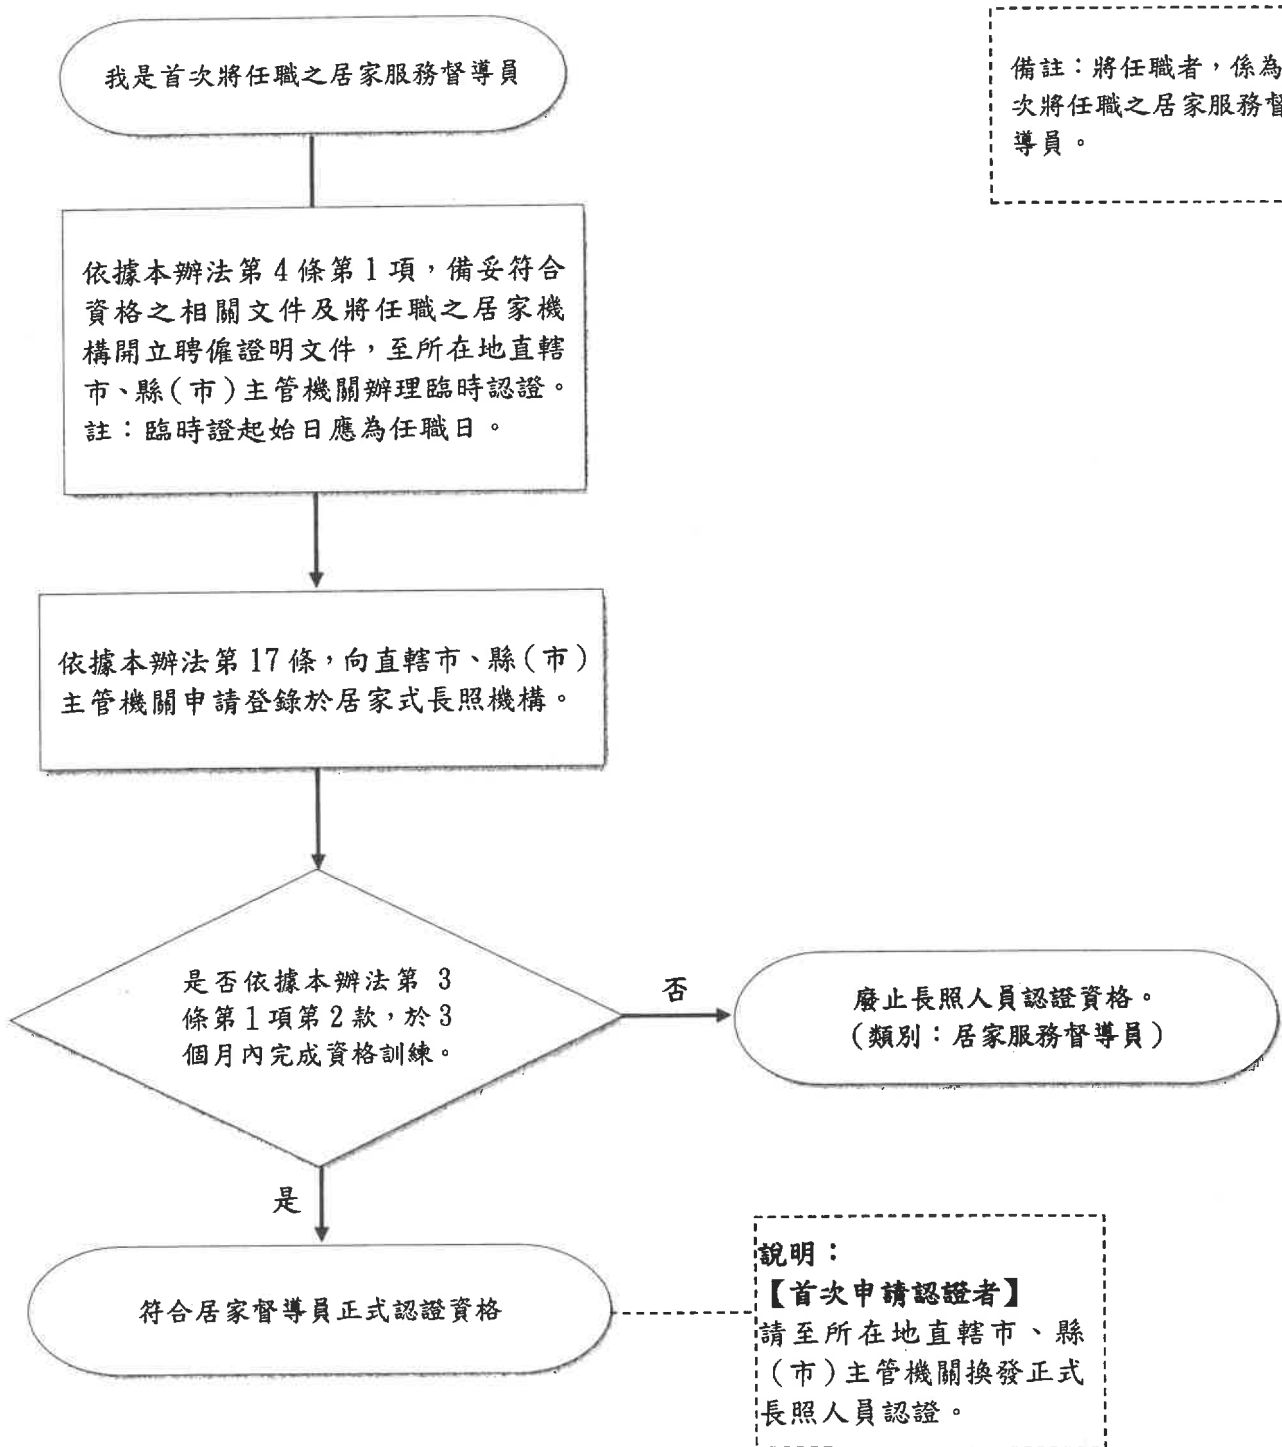 我是首次將任職之居家服務督導員
備註：將任職者，係為
次將任職之居家服務督
導員。
依據本辦法第 4 條第 1 項，備妥符合
資格之相關文件及將任職之居家機
構開立聘僱證明文件，至所在地直轄
市、縣（市）主管機關辦理臨時認證。
註：臨時證起始日應為任職日。
依據本辦法第 17 條，向直轄市、縣（市）
主管機關申請登錄於居家式長照機構。
是否依據本辦法第 3
條第 1 項第 2 款，於 3
個月內完成資格訓練。
否
廢止長照人員認證資格。
（類別：居家服務督導員）
是
符合居家督導員正式認證資格
說明：
【首次申請認證者】
請至所在地直轄市、縣
（市）主管機關換發正式
長照人員認證。